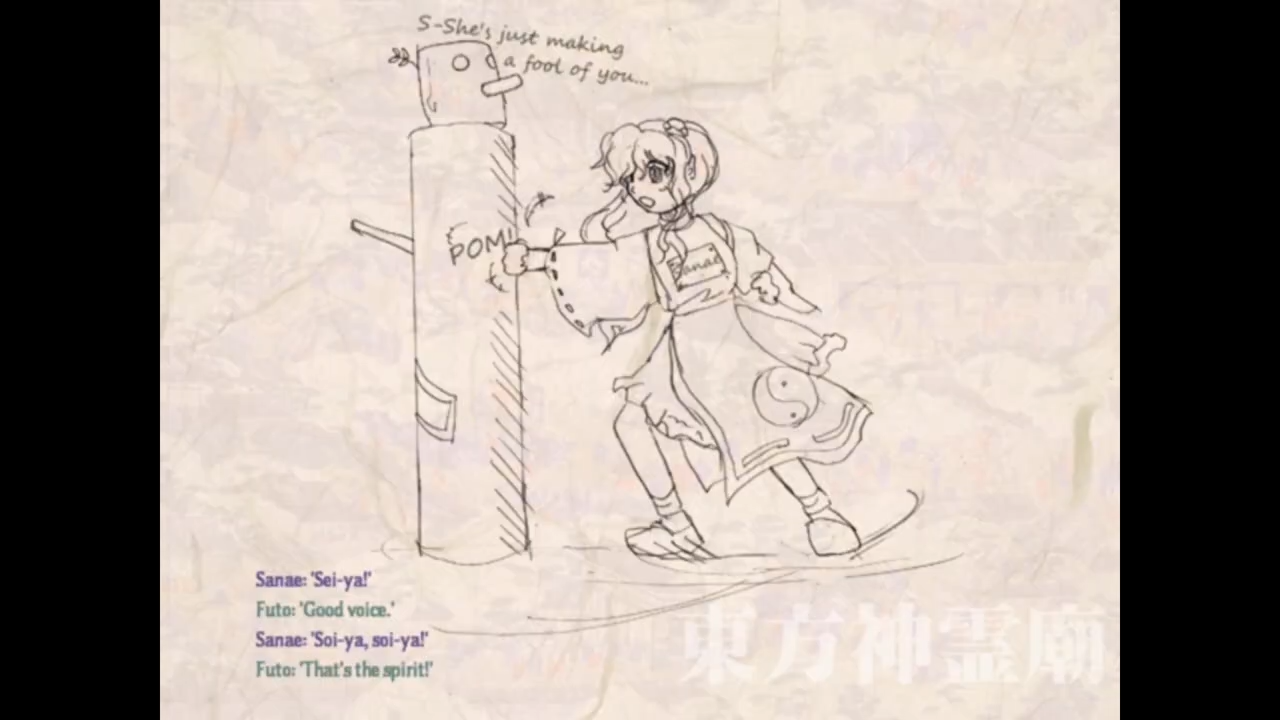 S-She's just making
a fool of you...
POM!
Sanae
Sanae: 'Sei-ya!'
Futo: 'Good voice.'
Sanae: 'Soi-ya, soi-ya!'
Futo: 'That's the spirit!'
東方神霊廟